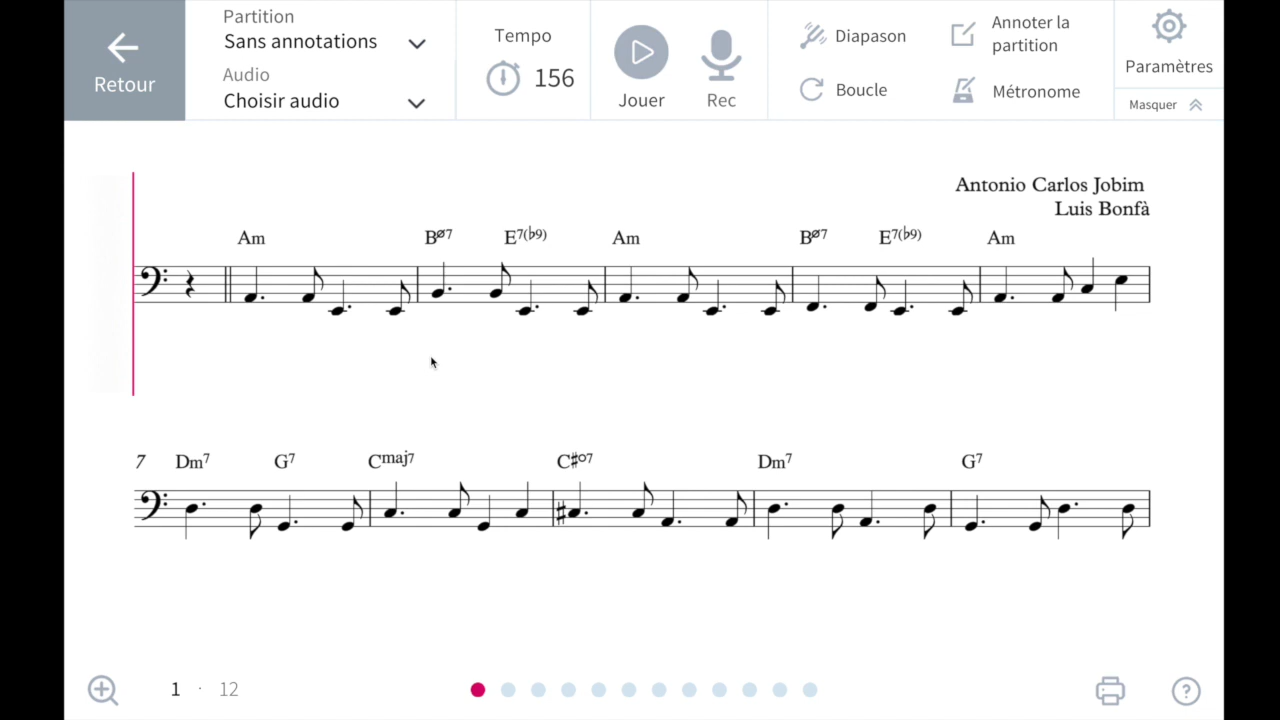 Retour
Partition
Sans annotations
Audio
Choisir audio
Tempo
156
Jouer
Rec
Diapason
Boucle
Annoter la
partition
Métronome
Paramètres
Masquer
Antonio Carlos Jobim
Luis Bonfà
Am Bø7 E7(♭9) Am Bø7 E7(♭9) Am
7 Dm7 G7 Cmaj7 C♯o7 Dm7 G7
1 · 12
?